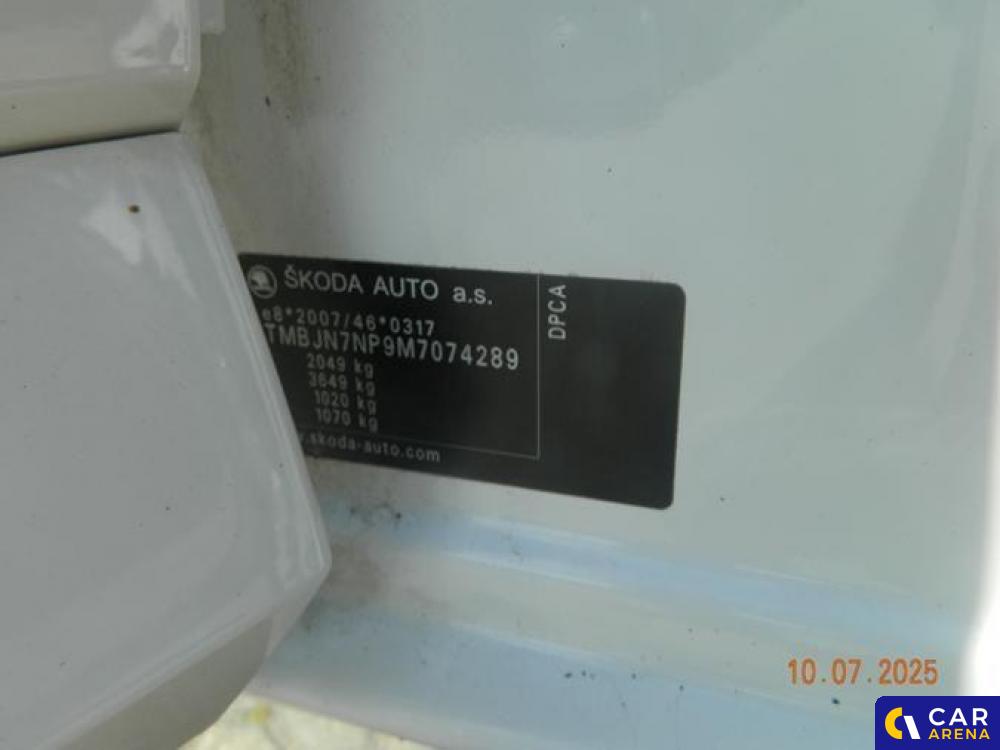 ŠKODA AUTO a.s.
e8*2007/46*0317
TMBJN7NP9M7074289
2049 kg
3649 kg
1020 kg
1070 kg
.skoda-auto.com
DPCA
10.07.2025
CAR
ARENA